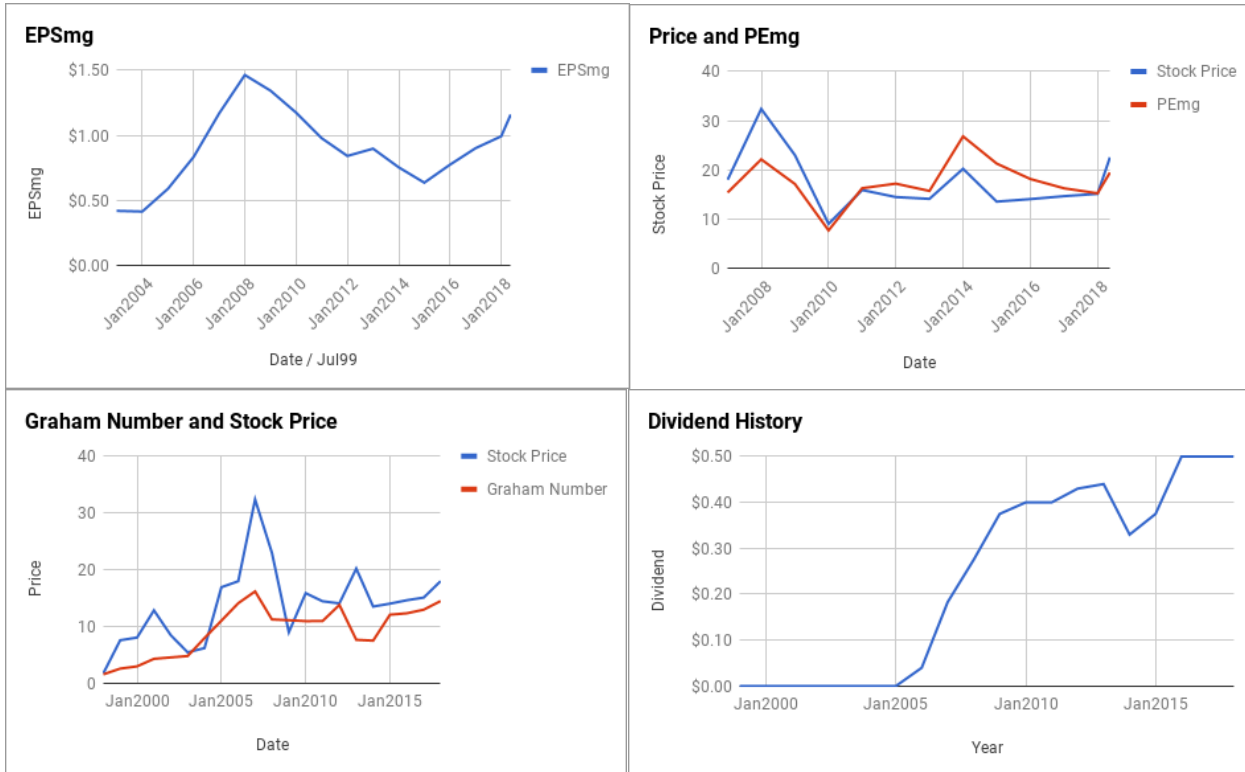 EPSmg
$1.50
$1.00
$0.50
$0.00
EPSmg
EPSmg
Jan2004
Jan2006
Jan2008
Jan2010
Jan2012
Jan2014
Jan2016
Jan2018
Date / Jul99
Price and PEmg
40
30
20
10
0
Stock Price
Stock Price
PEmg
Jan2008
Jan2010
Jan2012
Jan2014
Jan2016
Jan2018
Date
Graham Number and Stock Price
40
30
20
10
0
Price
Stock Price
Graham Number
Jan2000 Jan2005 Jan2010 Jan2015
Date
Dividend History
$0.50
$0.40
$0.30
$0.20
$0.10
$0.00
Dividend
Jan2000 Jan2005 Jan2010 Jan2015
Year